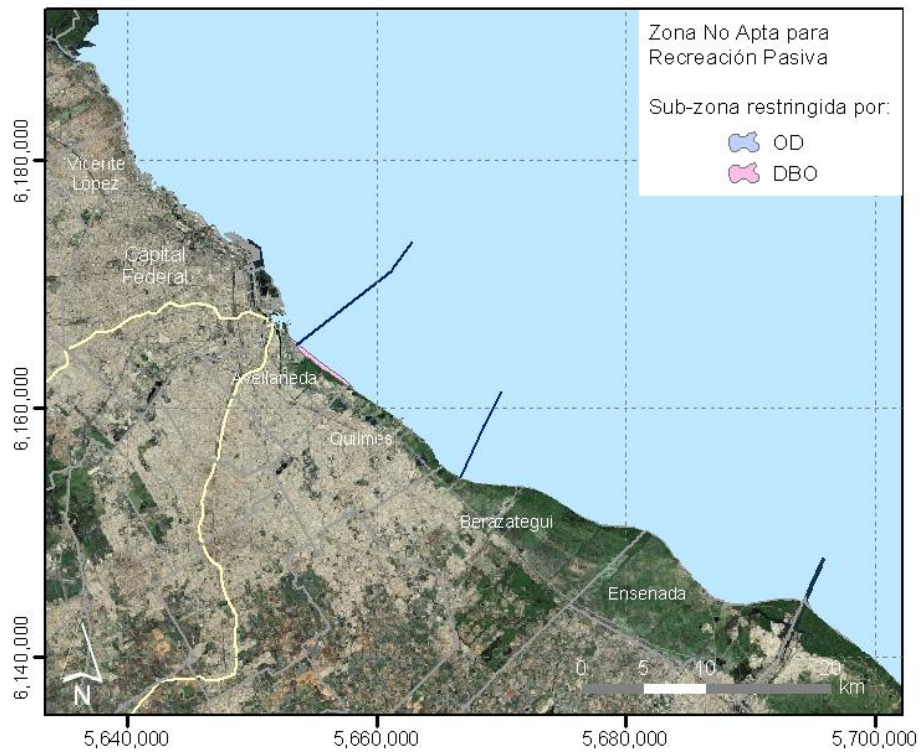 Zona No Apta para
Recreación Pasiva
Sub-zona restringida por:
OD
DBO
6,180,000
6,160,000
6,140,000
Vicente
López
Capital
Federal
Avellaneda
Quilmes
Berazategui
Ensenada
N
0 5 10 20
km
5,640,000 5,660,000 5,680,000 5,700,000